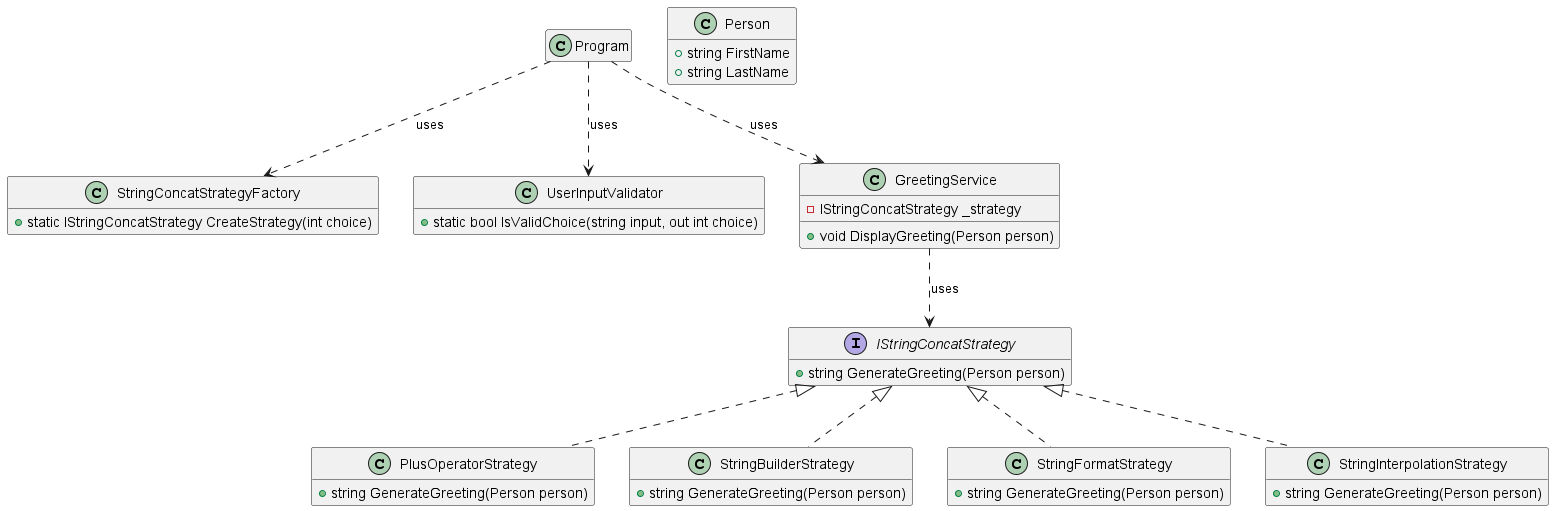 C Person
string FirstName
string LastName
C Program
uses
uses
uses
C StringConcatStrategyFactory
static IStringConcatStrategy CreateStrategy(int choice)
C UserInputValidator
static bool IsValidChoice(string input, out int choice)
C GreetingService
IStringConcatStrategy _strategy
void DisplayGreeting(Person person)
uses
I IStringConcatStrategy
string GenerateGreeting(Person person)
C PlusOperatorStrategy
string GenerateGreeting(Person person)
C StringBuilderStrategy
string GenerateGreeting(Person person)
C StringFormatStrategy
string GenerateGreeting(Person person)
C StringInterpolationStrategy
string GenerateGreeting(Person person)